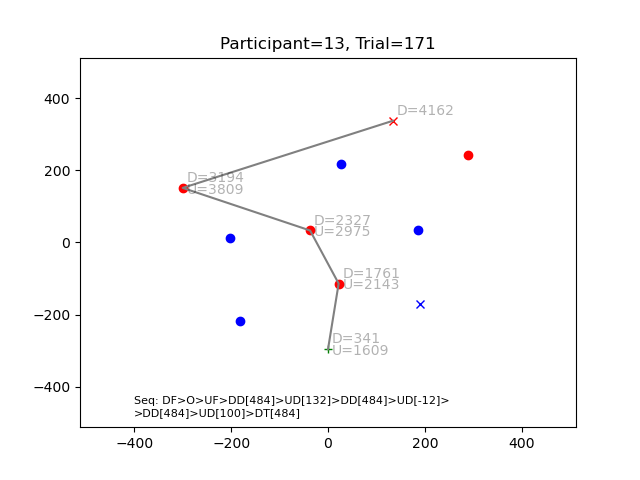 Participant=13, Trial=171
400
200
0
−200
−400
−400
−200
0
200
400
D=4162
D=3194
U=3809
D=2327
U=2975
D=1761
U=2143
D=341
U=1609
Seq: DF>O>UF>DD[484]>UD[132]>DD[484]>UD[-12]>
>DD[484]>UD[100]>DT[484]